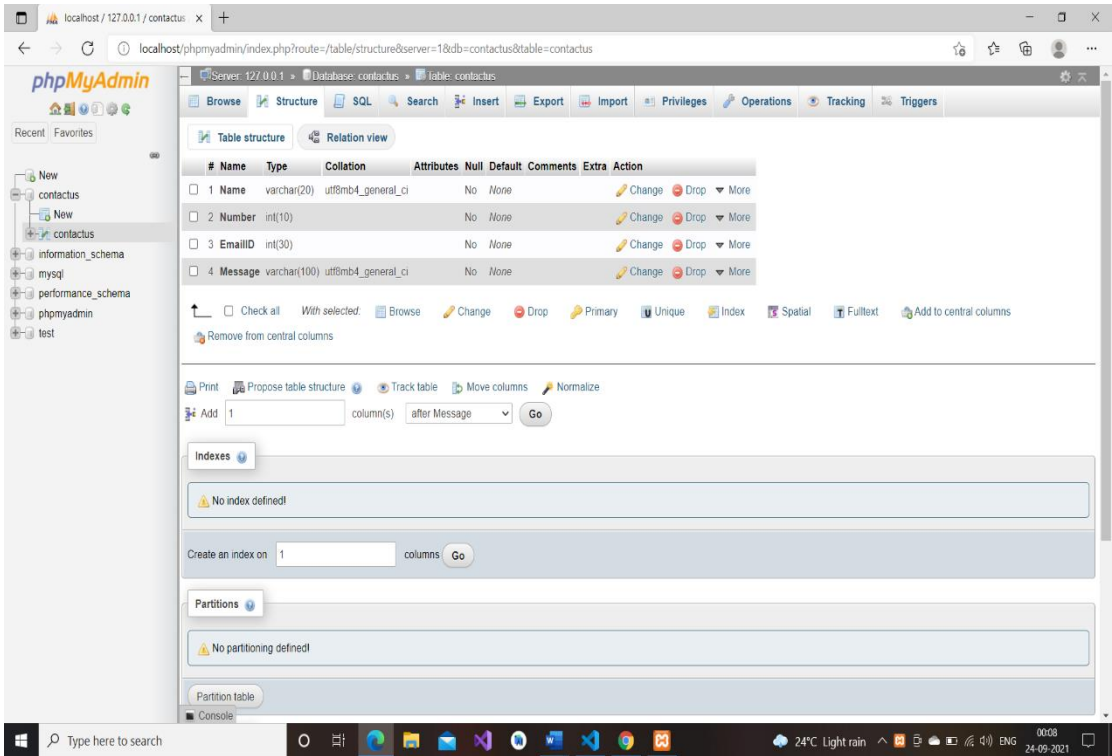 localhost / 127.0.0.1 / contactus
localhost/phpmyadmin/index.php?route=/table/structure&server=1&db=contactus&table=contactus
phpMyAdmin
Recent Favorites
New
contactus
New
contactus
information_schema
mysql
performance_schema
phpmyadmin
test
Server: 127.0.0.1 » Database: contactus » Table: contactus
Browse Structure SQL Search Insert Export Import Privileges Operations Tracking Triggers
Table structure Relation view
# Name Type Collation Attributes Null Default Comments Extra Action
1 Name varchar(20) utf8mb4_general_ci No None Change Drop More
2 Number int(10) No None Change Drop More
3 EmailID int(30) No None Change Drop More
4 Message varchar(100) utf8mb4_general_ci No None Change Drop More
Check all With selected: Browse Change Drop Primary Unique Index Spatial Fulltext Add to central columns
Remove from central columns
Print Propose table structure Track table Move columns Normalize
Add 1 column(s) after Message Go
Indexes
No index defined!
Create an index on 1 columns Go
Partitions
No partitioning defined!
Partition table
Console
Type here to search
24°C Light rain ENG 00:08
24-09-2021